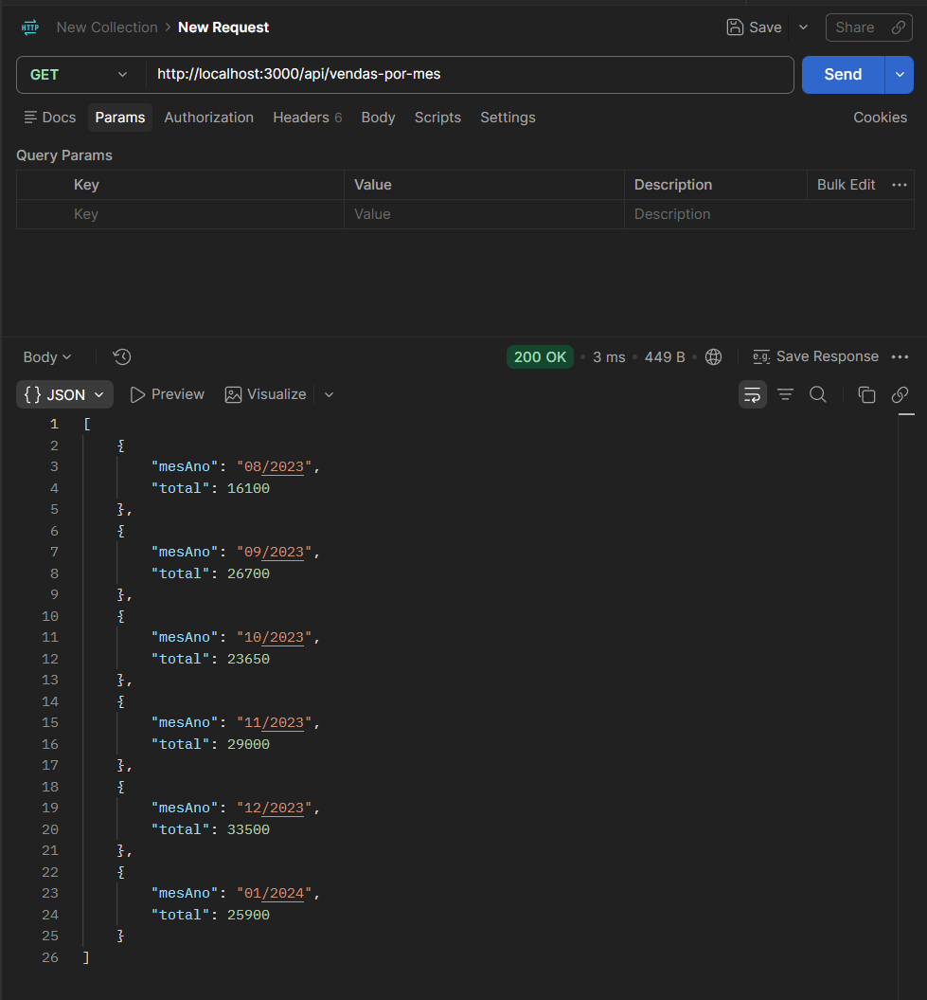 HTTP New Collection > New Request Save Share
GET http://localhost:3000/api/vendas-por-mes Send
Docs Params Authorization Headers 6 Body Scripts Settings Cookies
Query Params
Key Value Description Bulk Edit ···
Key Value Description
Body 200 OK • 3 ms • 449 B • e.g. Save Response ···
{ } JSON Preview Visualize
1 [
2 {
3 "mesAno": "08/2023",
4 "total": 16100
5 },
6 {
7 "mesAno": "09/2023",
8 "total": 26700
9 },
10 {
11 "mesAno": "10/2023",
12 "total": 23650
13 },
14 {
15 "mesAno": "11/2023",
16 "total": 29000
17 },
18 {
19 "mesAno": "12/2023",
20 "total": 33500
21 },
22 {
23 "mesAno": "01/2024",
24 "total": 25900
25 }
26 ]